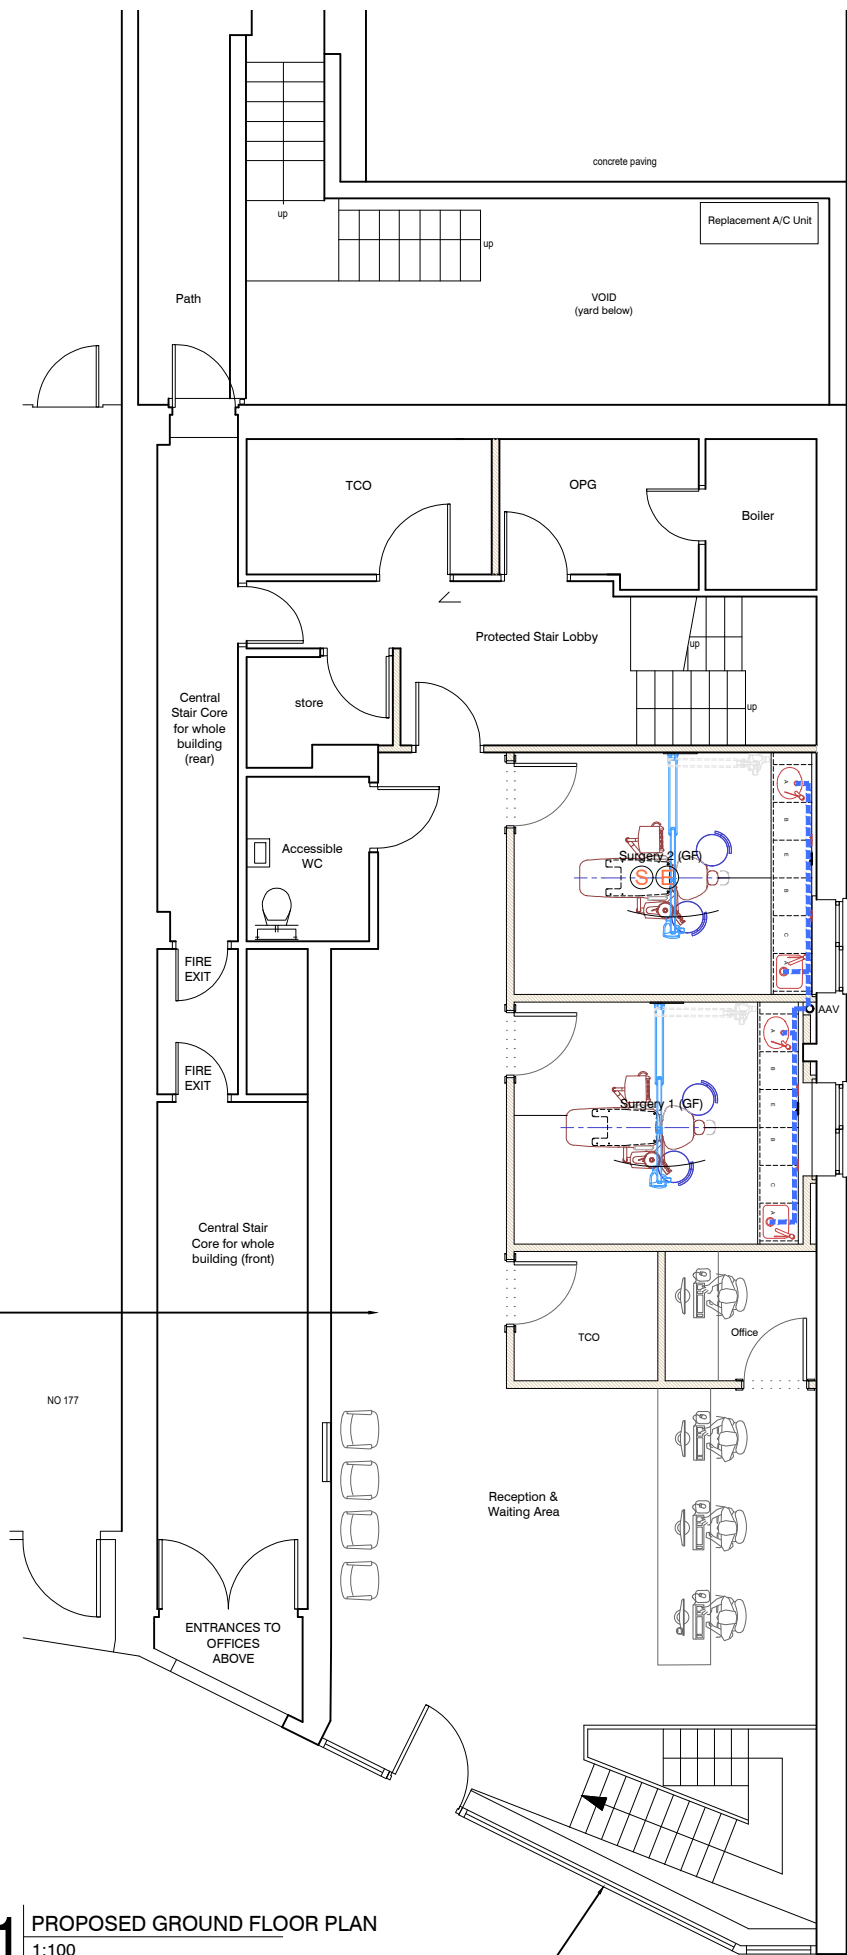 concrete paving
Replacement A/C Unit
up
up
Path
VOID
(yard below)
TCO
OPG
Boiler
Protected Stair Lobby
up
up
store
Central
Stair Core
for whole
building
(rear)
Accessible
WC
A
B
E
B
C
A
Surgery 2 (GF)
S E
FIRE
EXIT
AAV
FIRE
EXIT
A
B
E
B
C
A
Surgery 1 (GF)
Central Stair
Core for whole
building (front)
TCO
Office
NO 177
Reception &
Waiting Area
ENTRANCES TO
OFFICES
ABOVE
1 PROPOSED GROUND FLOOR PLAN
1:100